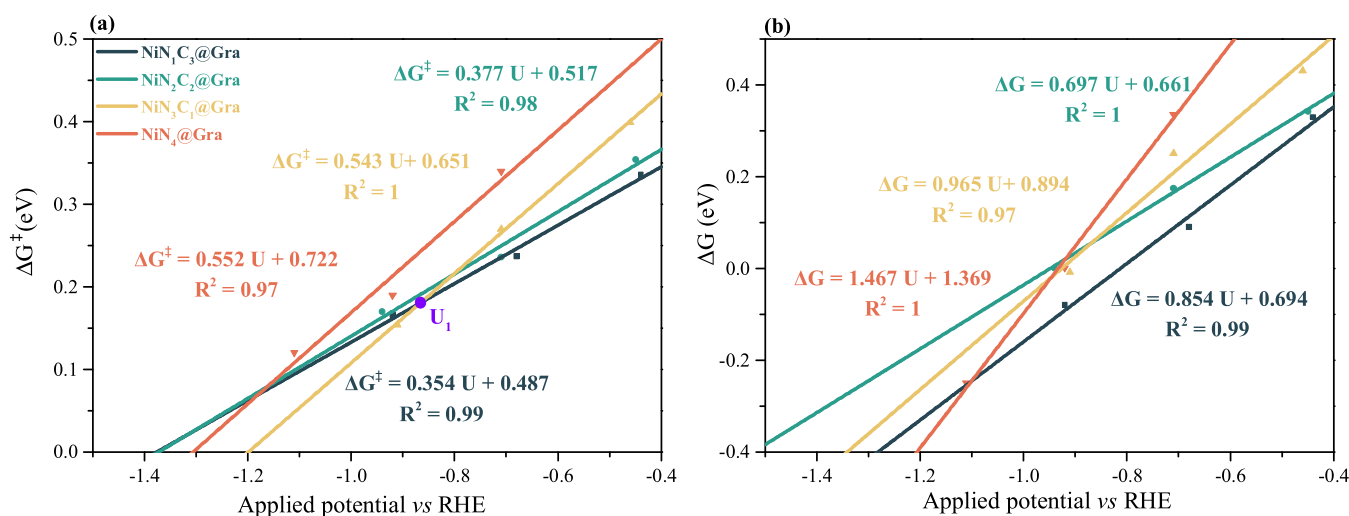 (a)
0.5
0.4
0.3
0.2
0.1
0.0
ΔG‡ (eV)
NiN1C3@Gra
NiN2C2@Gra
NiN3C1@Gra
NiN4@Gra
ΔG‡ = 0.377 U + 0.517
R² = 0.98
ΔG‡ = 0.543 U+ 0.651
R² = 1
ΔG‡ = 0.552 U + 0.722
R² = 0.97
U1
ΔG‡ = 0.354 U + 0.487
R² = 0.99
-1.4 -1.2 -1.0 -0.8 -0.6 -0.4
Applied potential vs RHE
(b)
0.4
0.2
0.0
-0.2
-0.4
ΔG (eV)
ΔG = 0.697 U + 0.661
R² = 1
ΔG = 0.965 U+ 0.894
R² = 0.97
ΔG = 1.467 U + 1.369
R² = 1
ΔG = 0.854 U + 0.694
R² = 0.99
-1.4 -1.2 -1.0 -0.8 -0.6 -0.4
Applied potential vs RHE